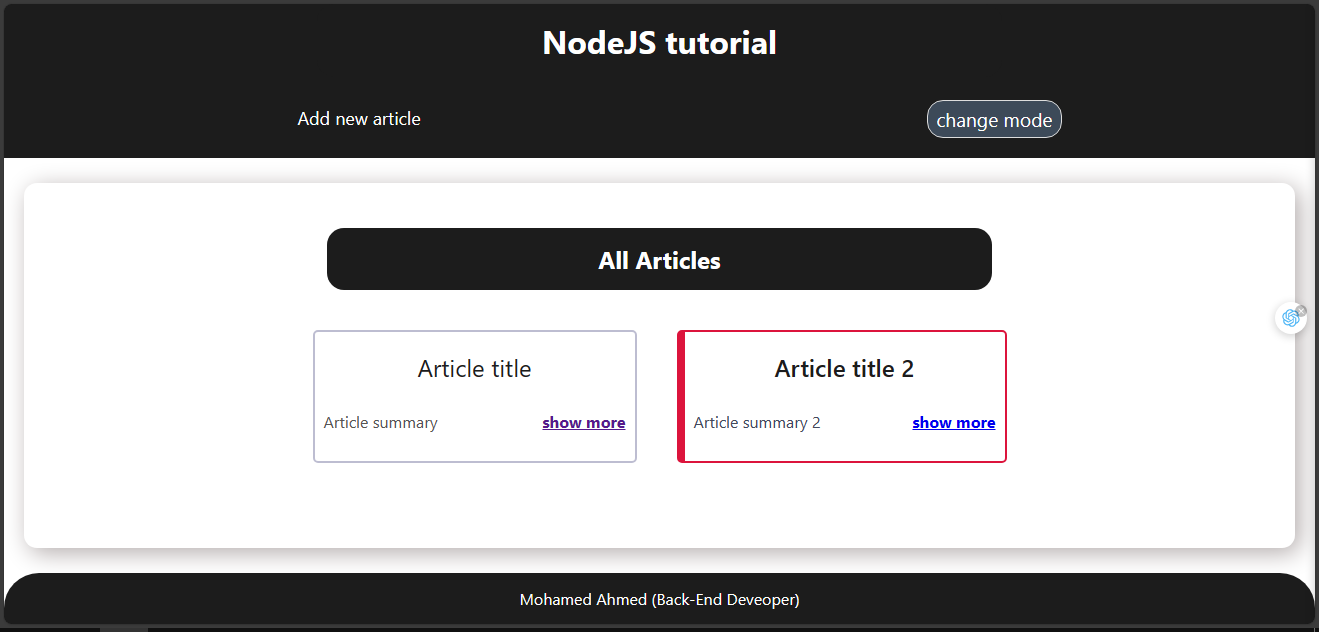 NodeJS tutorial
Add new article
change mode
All Articles
Article title
Article summary
show more
Article title 2
Article summary 2
show more
Mohamed Ahmed (Back-End Deveoper)